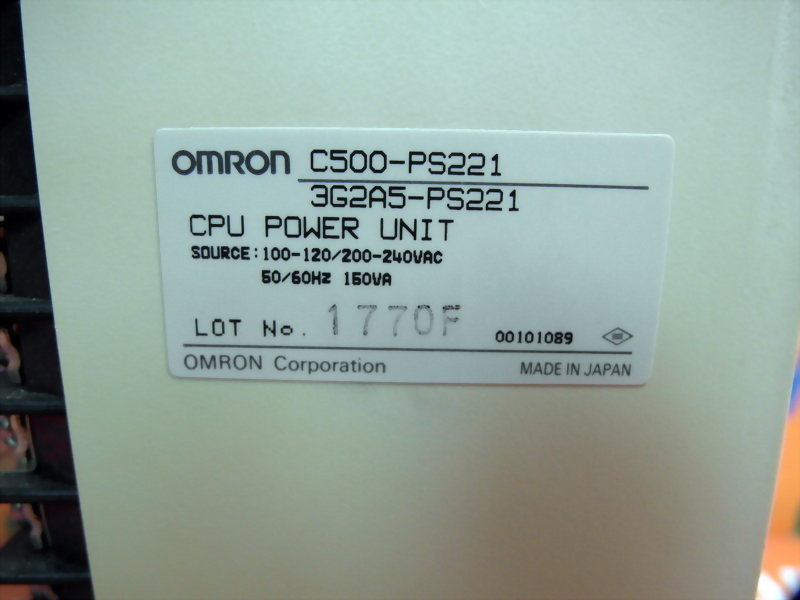 OMRON C500-PS221
3G2A5-PS221
CPU POWER UNIT
SOURCE: 100-120/200-240VAC
50/60Hz 150VA
LOT No. 1770F 00101089
OMRON Corporation MADE IN JAPAN